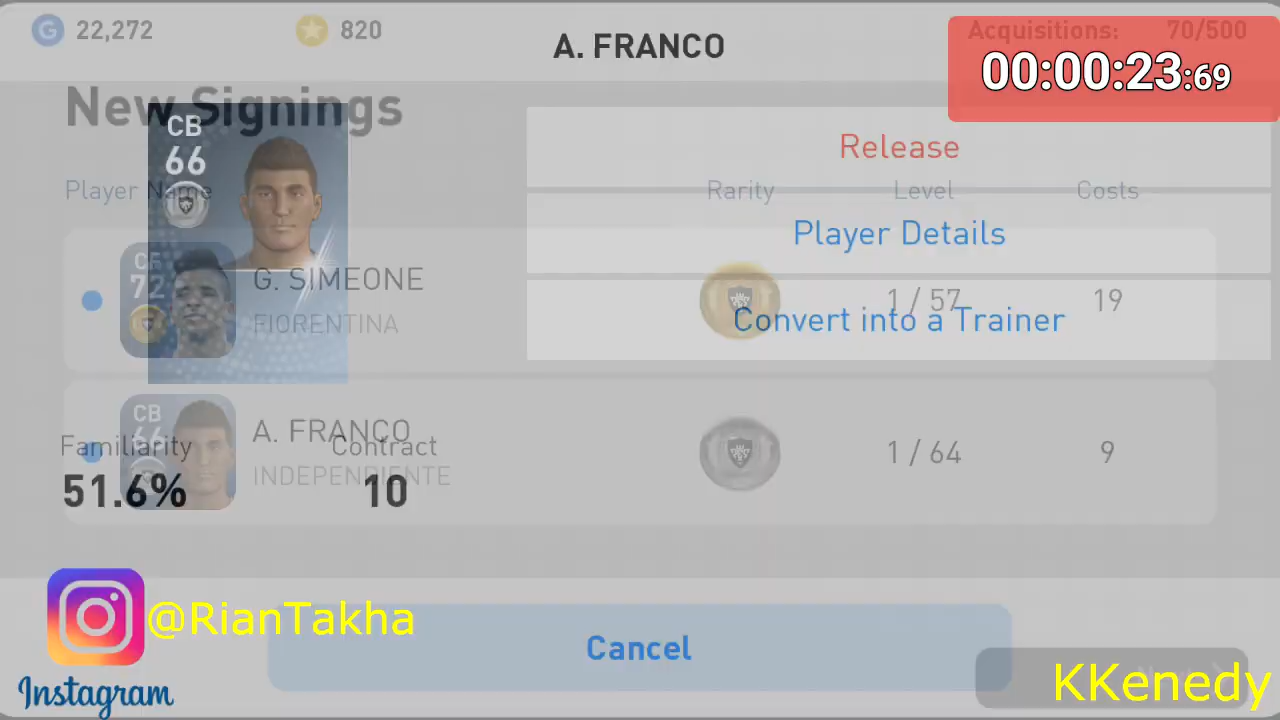 22,272
820
A. FRANCO
Acquisitions: 70/500
00:00:23:69
New Signings
CB
66
Release
Player Name
Rarity
Level
Costs
Player Details
CF
72
G. SIMEONE
FIORENTINA
1 / 57
19
Convert into a Trainer
CB
66
A. FRANCO
INDEPENDIENTE
1 / 64
9
Familiarity
Contract
51.6%
10
@RianTakha
Cancel
Instagram
KKenedy